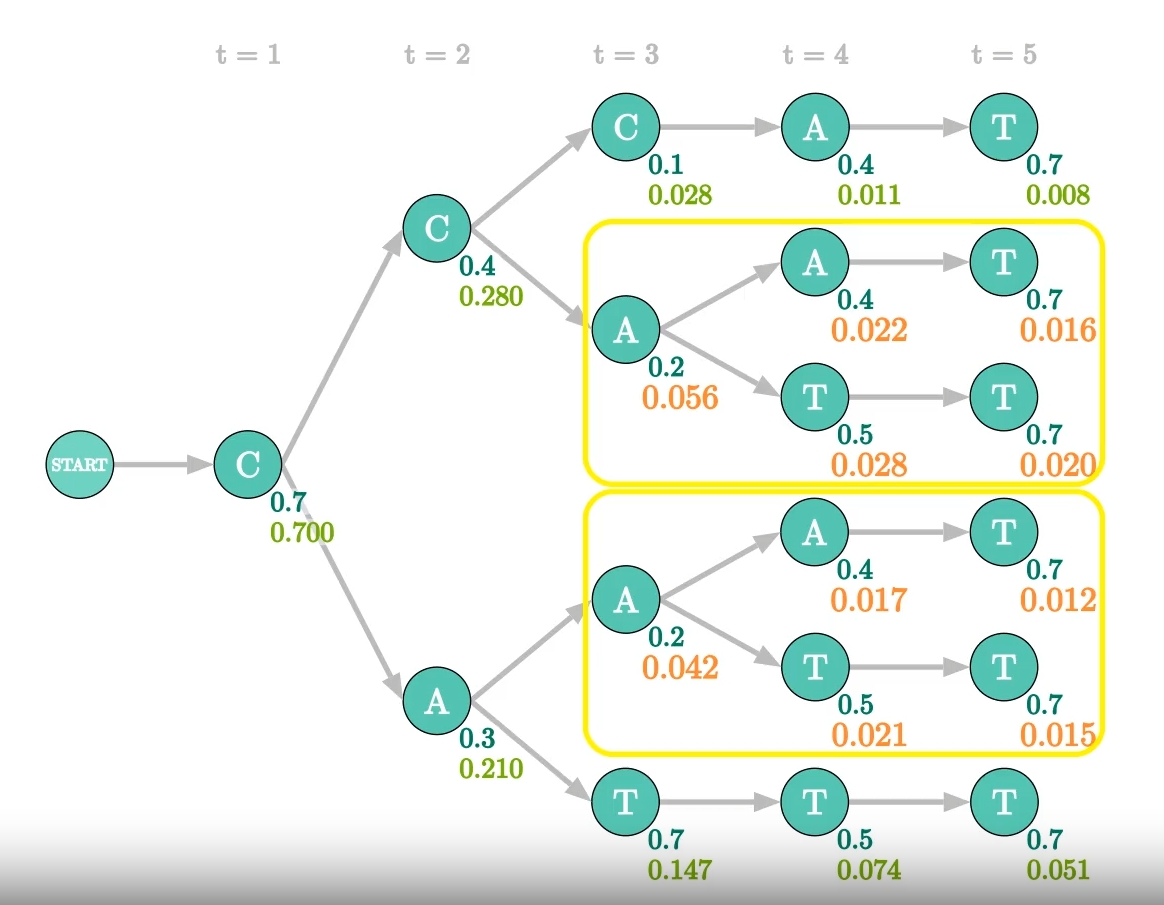 t = 1 t = 2 t = 3 t = 4 t = 5
C A T
0.1 0.4 0.7
0.028 0.011 0.008
C
0.4
0.280
A T
0.4 0.7
0.022 0.016
A
0.2
0.056
T T
0.5 0.7
0.028 0.020
START C
0.7
0.700
A T
0.4 0.7
0.017 0.012
A
0.2
0.042
T T
0.5 0.7
0.021 0.015
A
0.3
0.210
T T T
0.7 0.5 0.7
0.147 0.074 0.051